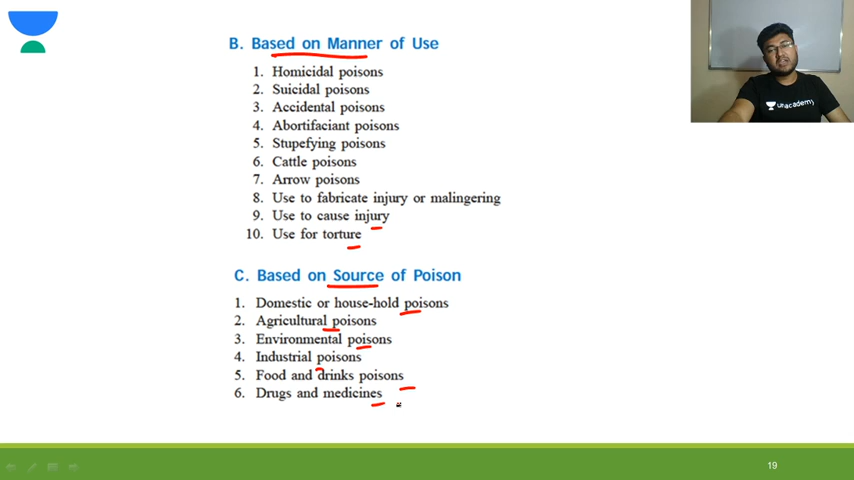 B. Based on Manner of Use
1. Homicidal poisons
2. Suicidal poisons
3. Accidental poisons
4. Abortifaciant poisons
5. Stupefying poisons
6. Cattle poisons
7. Arrow poisons
8. Use to fabricate injury or malingering
9. Use to cause injury
10. Use for torture
C. Based on Source of Poison
1. Domestic or house-hold poisons
2. Agricultural poisons
3. Environmental poisons
4. Industrial poisons
5. Food and drinks poisons
6. Drugs and medicines
unacademy
19